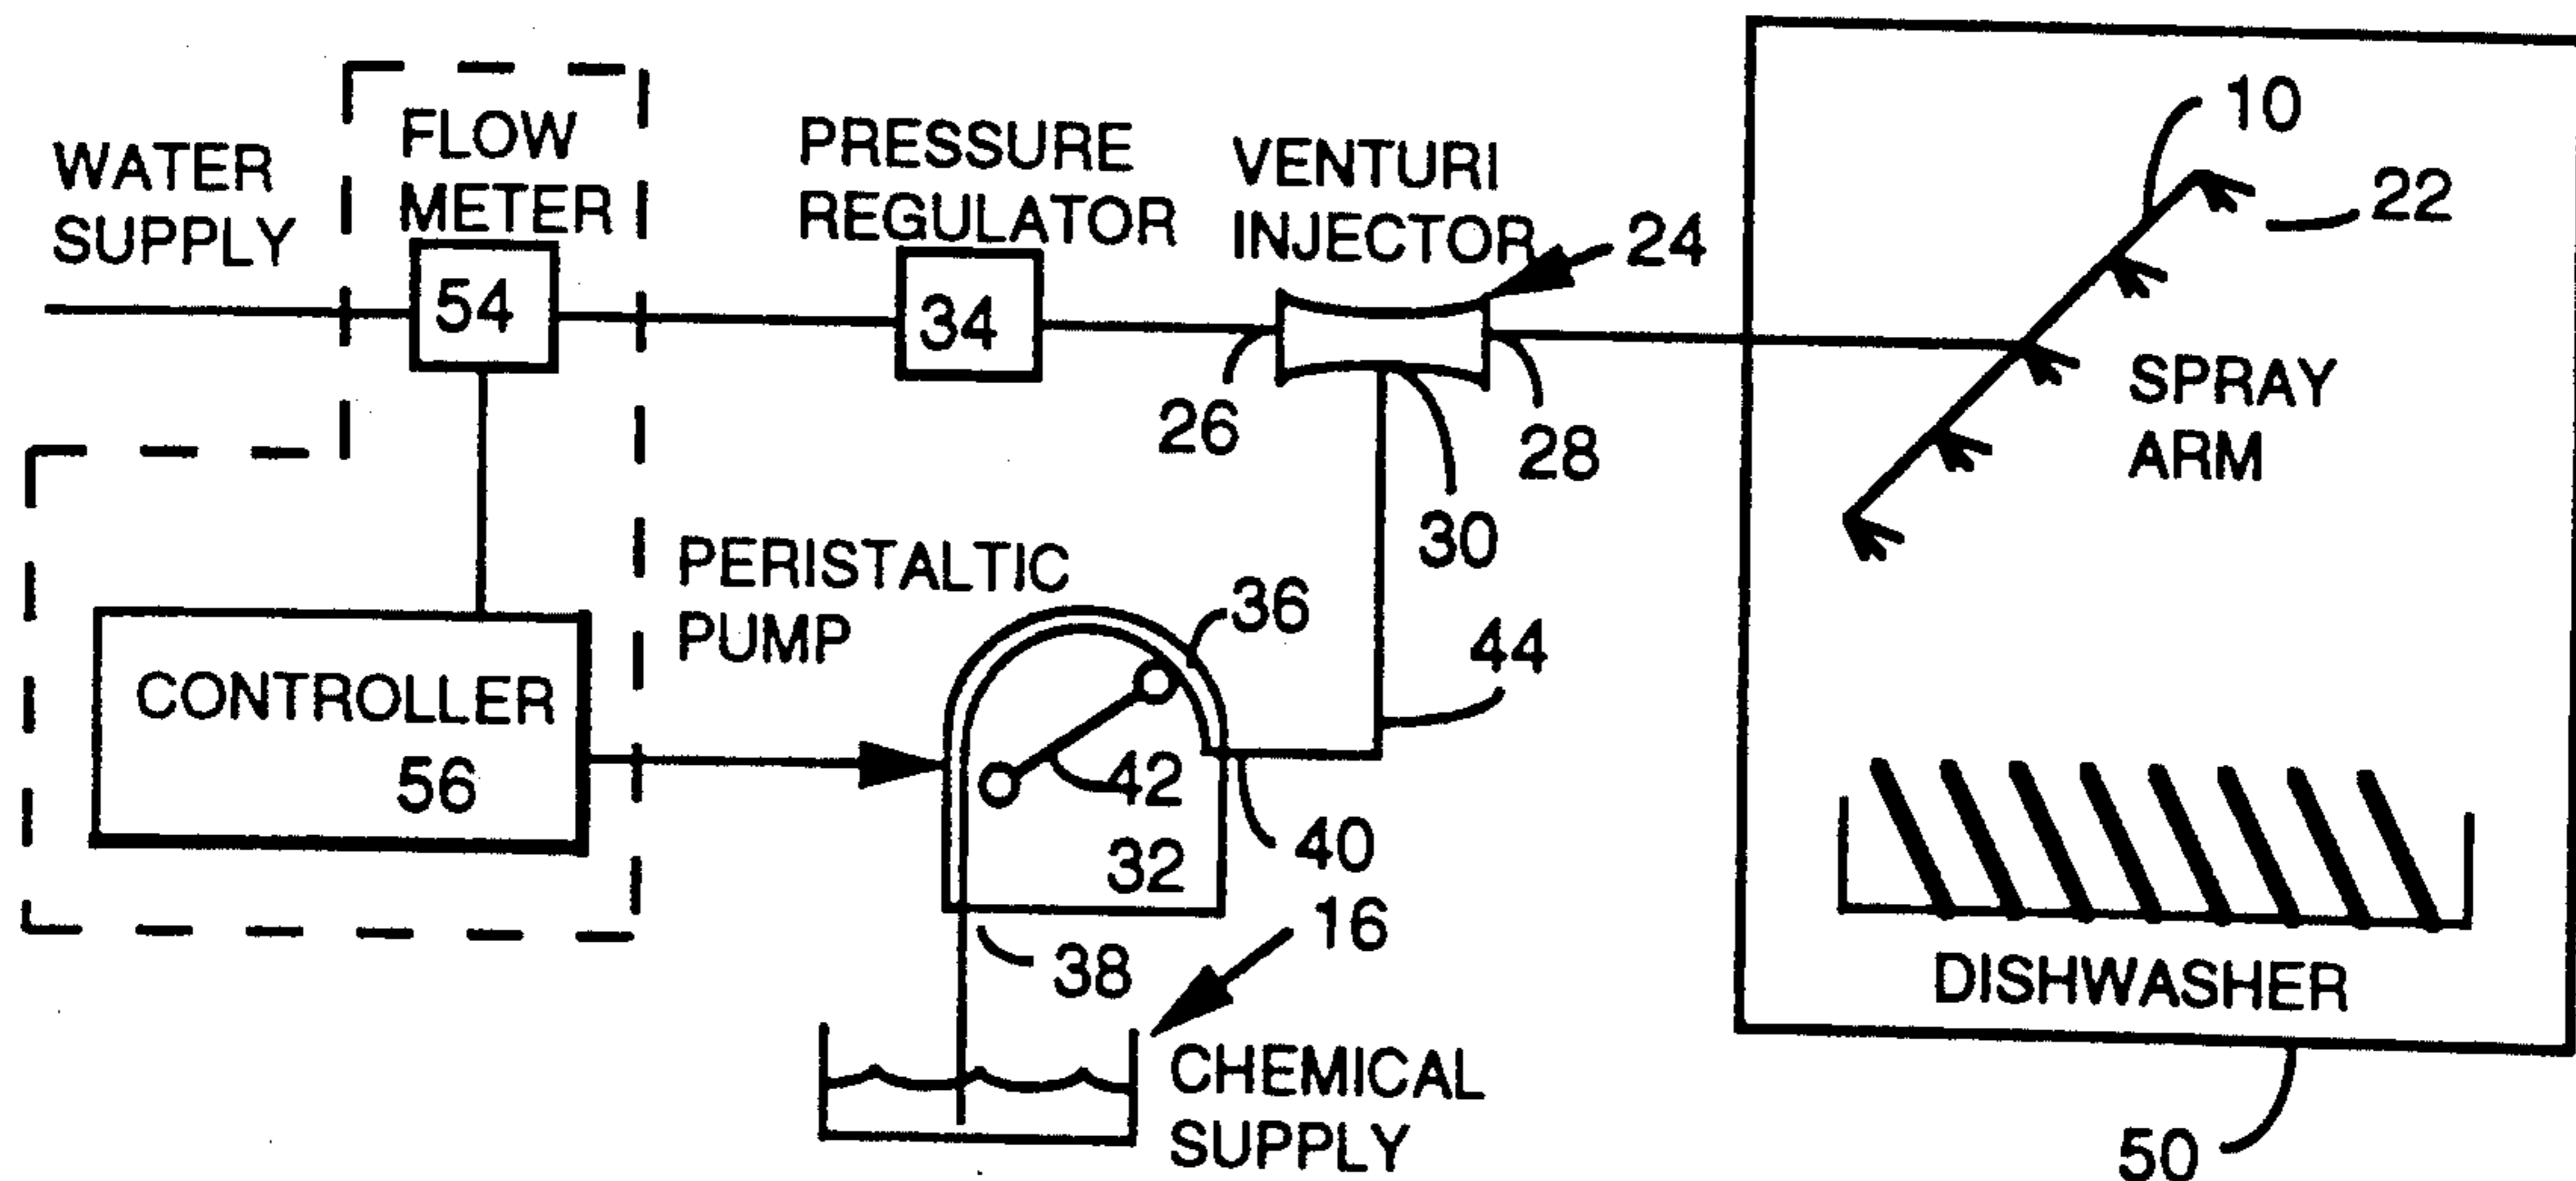 WATER
SUPPLY
FLOW
METER
54
PRESSURE
REGULATOR
34
VENTURI
INJECTOR
24
26
28
30
10
22
SPRAY
ARM
CONTROLLER
56
PERISTALTIC
PUMP
36
44
42
32
40
38
16
CHEMICAL
SUPPLY
DISHWASHER
50